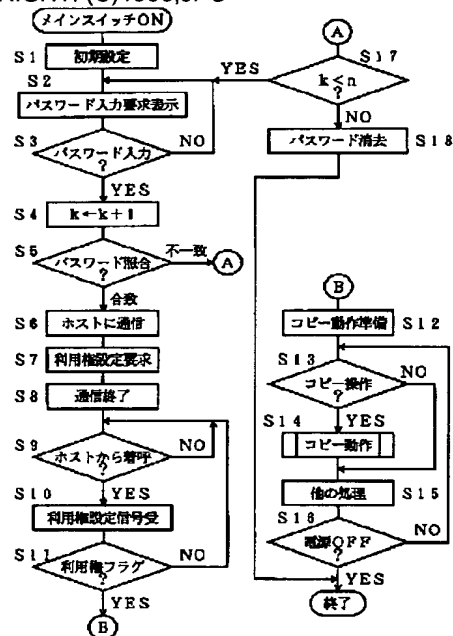 メインスイッチON
S1 初期設定
S2
パスワード入力要求表示
S3 パスワード入力 ? NO
YES
S4 k←k+1
S5 パスワード照合 ? 不一致 A
合致
S6 ホストに通信
S7 利用権設定要求
S8 通信終了
S9 ホストから着呼 ? NO
YES
S10
利用権設定信号受
S11 利用権フラグ ? NO
YES
B
A
S17
YES k<n ?
NO
パスワード消去 S18
B
コピー動作準備 S12
S13 コピー操作 ? NO
YES
S14 コピー動作
他の処理 S15
S16
電源OFF ? NO
YES
終了